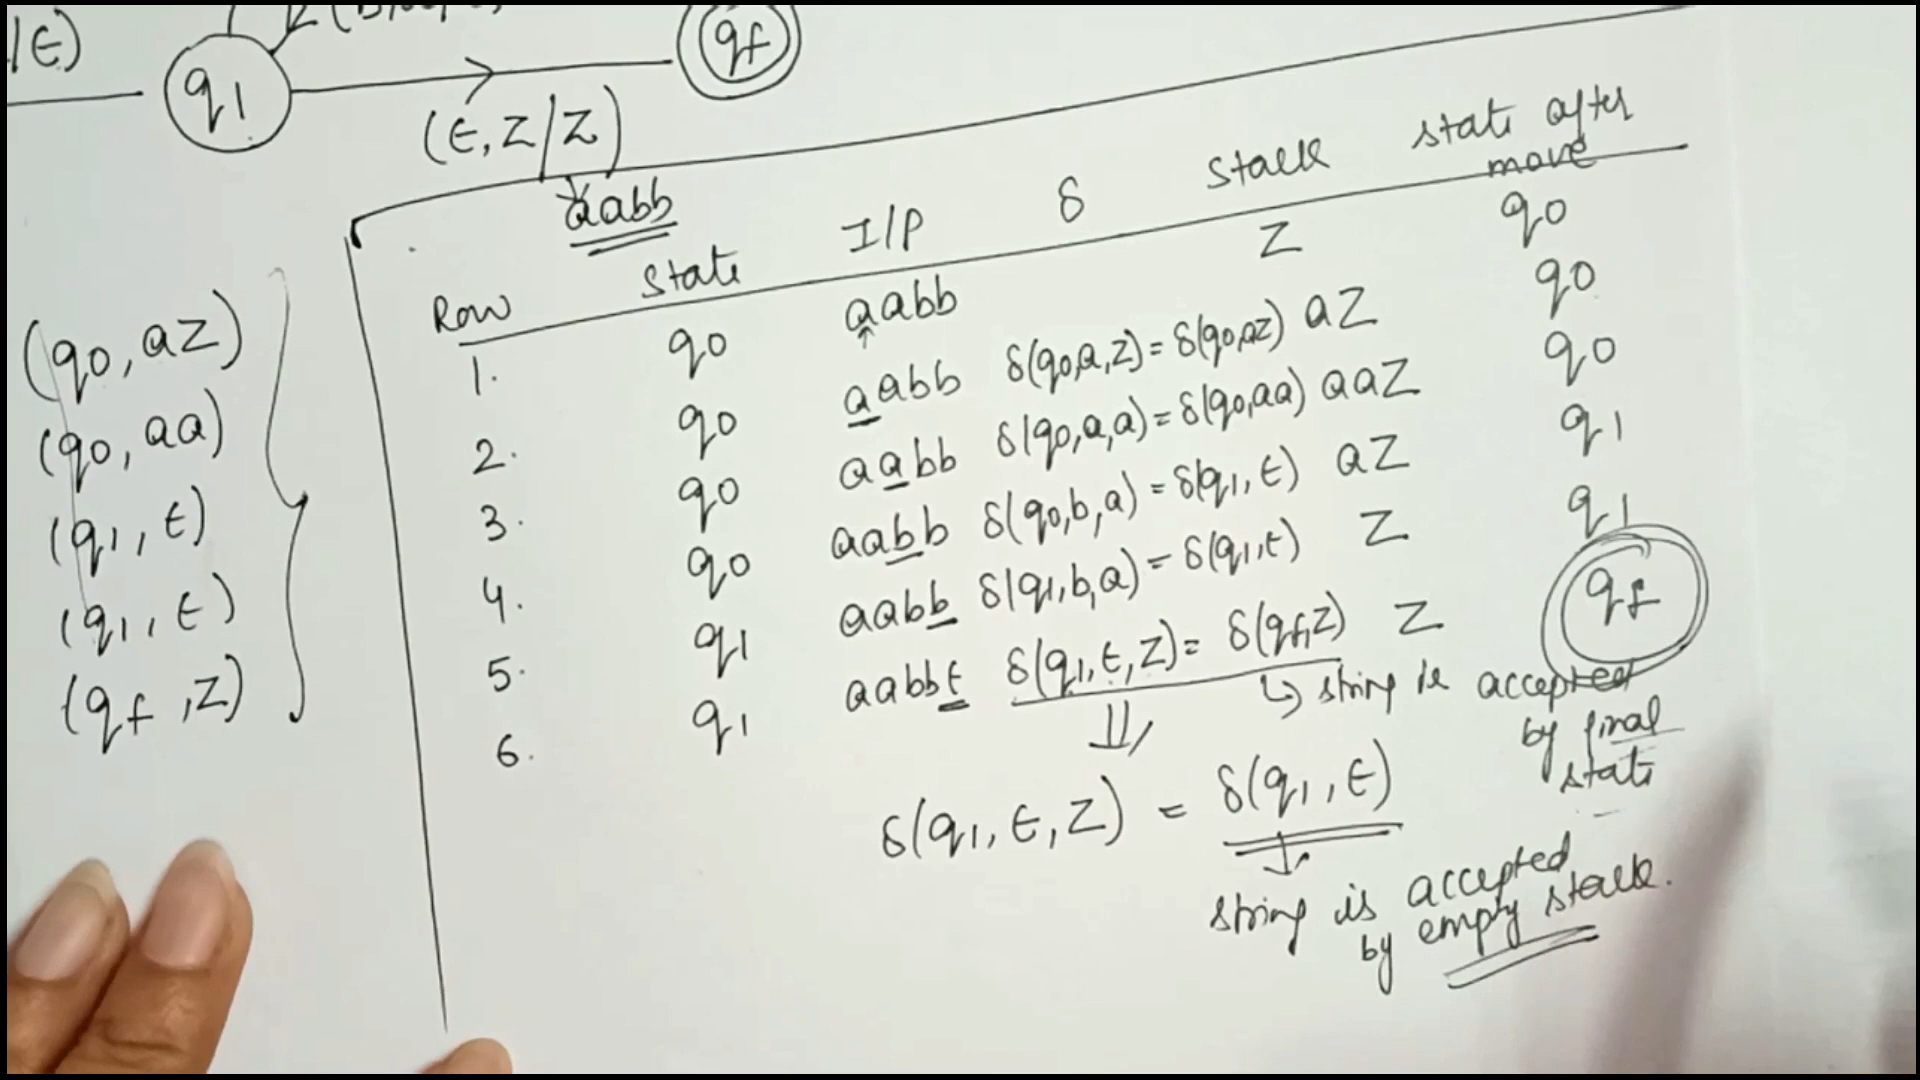 /ϵ)
q1
qf
(ϵ, Z/Z)
aabb
Row State I/P δ Stack state after move
1. q0 aabb Z q0
2. q0 aabb δ(q0,a,Z) = δ(q0,aZ) aZ q0
3. q0 aabb δ(q0,a,a) = δ(q0,aa) aaZ q0
4. q0 aabb δ(q0,b,a) = δ(q1,ϵ) aZ q1
5. q1 aabb δ(q1,b,a) = δ(q1,ϵ) Z q1
6. q1 aabbϵ δ(q1,ϵ,Z) = δ(qf,Z) Z qf
↳ string is accepted
by final
state
δ(q1,ϵ,Z) = δ(q1,ϵ)
string is accepted
by empty stack.
(q0, aZ)
(q0, aa)
(q1, ϵ)
(q1, ϵ)
(qf, Z)